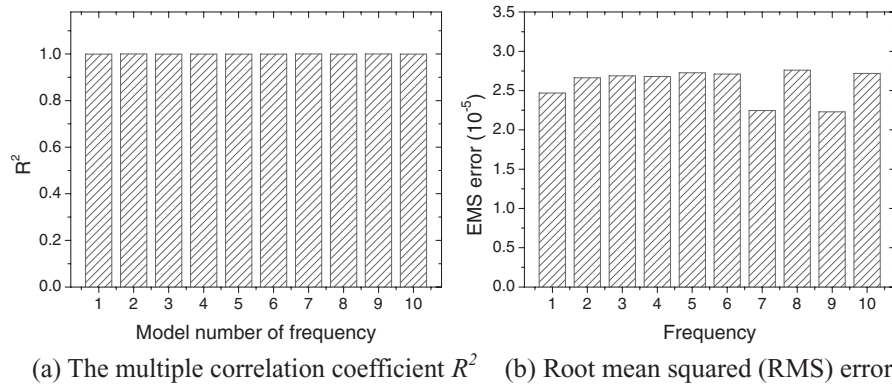 1.0
0.8
0.6
0.4
0.2
0.0
R²
1 2 3 4 5 6 7 8 9 10
Model number of frequency
(a) The multiple correlation coefficient R²
3.5
3.0
2.5
2.0
1.5
1.0
0.5
0.0
EMS error (10⁻⁵)
1 2 3 4 5 6 7 8 9 10
Frequency
(b) Root mean squared (RMS) error